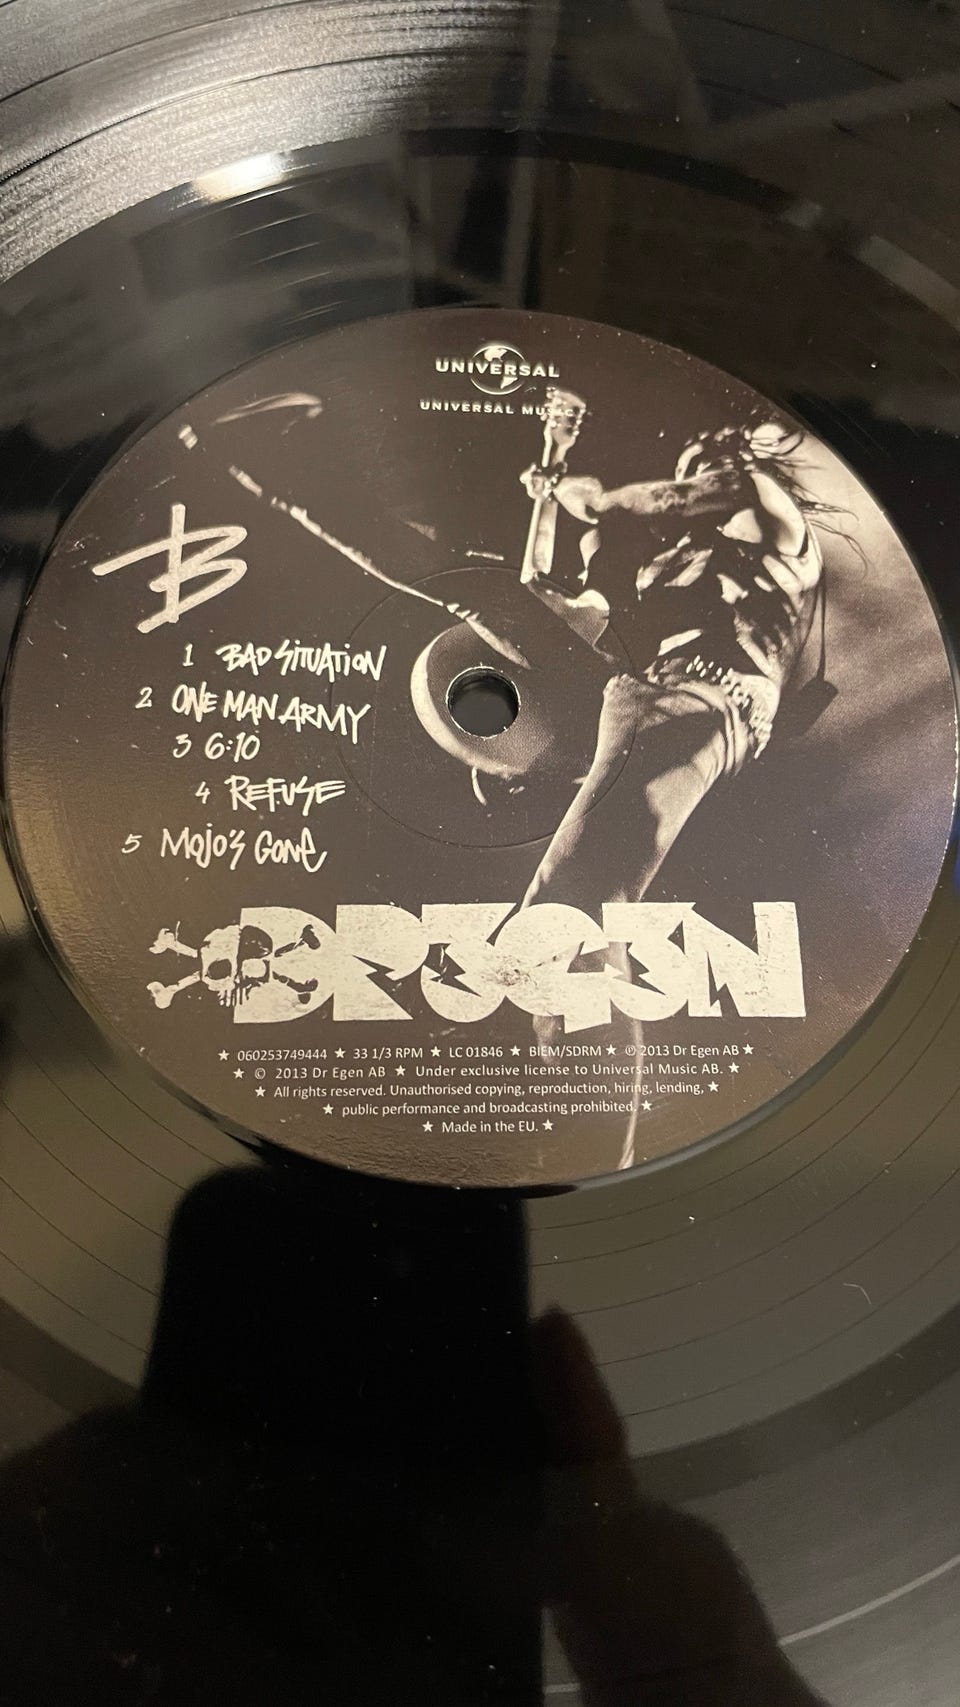 UNIVERSAL
UNIVERSAL MUSIC
B
1 BAD SITUATION
2 ONE MAN ARMY
3 6:10
4 REFUSE
5 MOJO'S GONE
DREGEN
★ 060253749444 ★ 33 1/3 RPM ★ LC 01846 ★ BIEM/SDRM ★ ℗ 2013 Dr Egen AB ★
★ © 2013 Dr Egen AB ★ Under exclusive license to Universal Music AB. ★
★ All rights reserved. Unauthorised copying, reproduction, hiring, lending, ★
★ public performance and broadcasting prohibited. ★
★ Made in the EU. ★